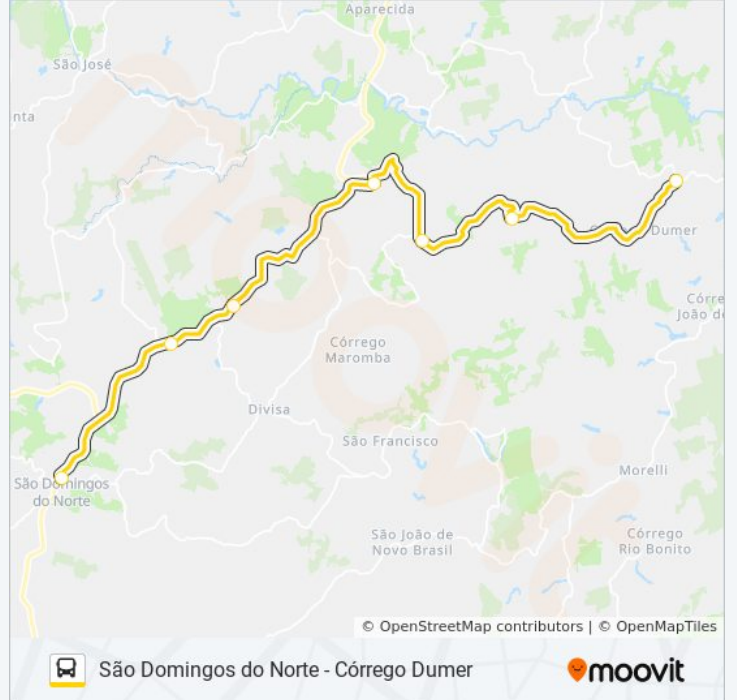 Aparecida
São José
nta
Dumer
Córre
João de
Córrego
Maromba
Divisa
São Francisco
Morelli
São Domingos
do Norte
São João de
Novo Brasil
Córrego
Rio Bonito
© OpenStreetMap contributors | © OpenMapTiles
São Domingos do Norte - Córrego Dumer
moovit